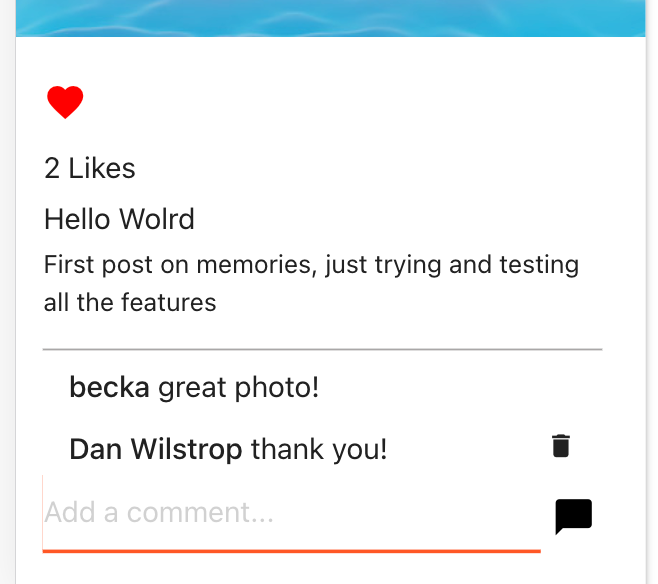 2 Likes
Hello Wolrd
First post on memories, just trying and testing
all the features
becka great photo!
Dan Wilstrop thank you!
Add a comment...